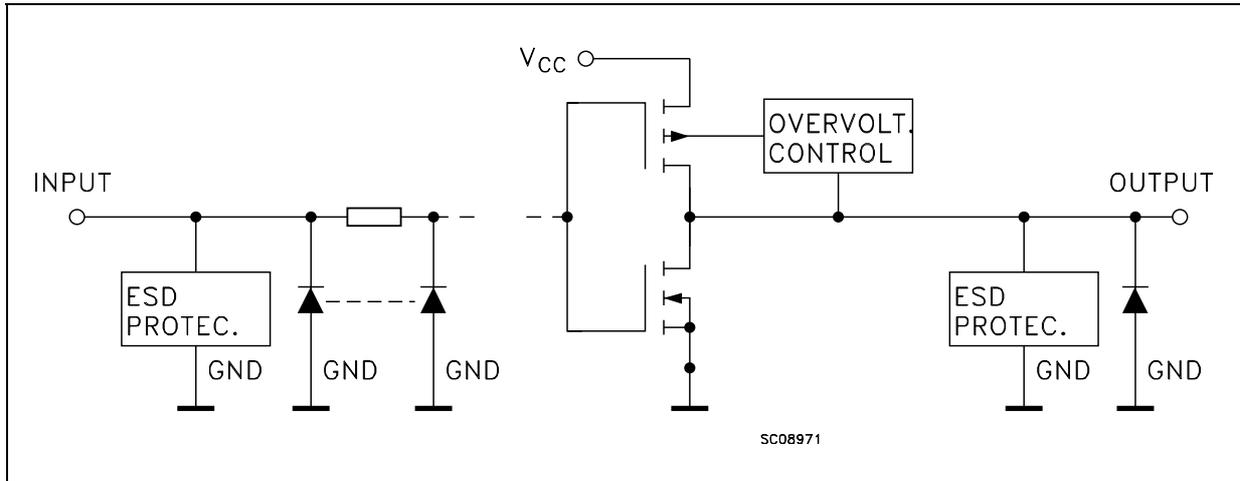 VCC
OVERVOLT.
CONTROL
INPUT
OUTPUT
ESD
PROTEC.
GND
GND
GND
ESD
PROTEC.
GND
GND
SC08971